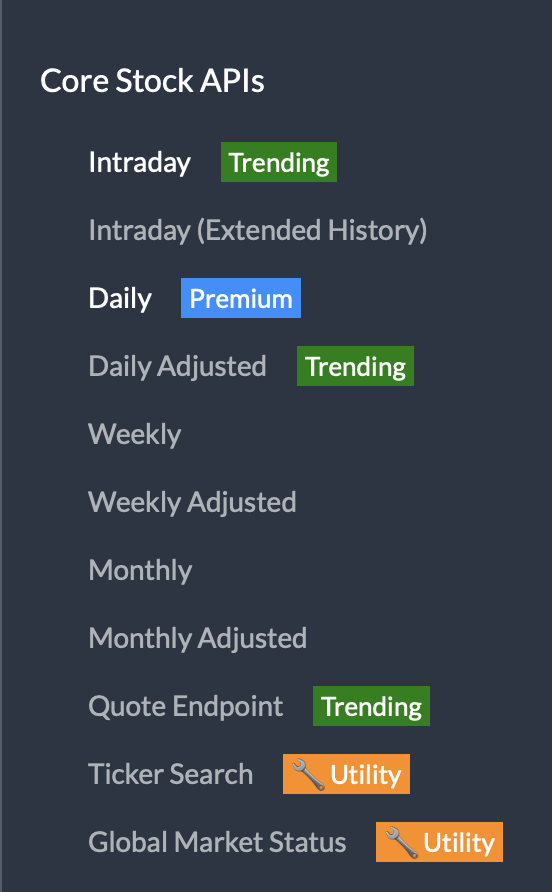 Core Stock APIs
Intraday Trending
Intraday (Extended History)
Daily Premium
Daily Adjusted Trending
Weekly
Weekly Adjusted
Monthly
Monthly Adjusted
Quote Endpoint Trending
Ticker Search 🔧 Utility
Global Market Status 🔧 Utility